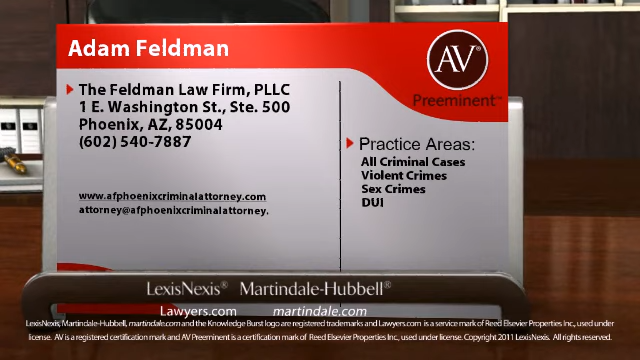 Adam Feldman
AV®
Preeminent™
The Feldman Law Firm, PLLC
1 E. Washington St., Ste. 500
Phoenix, AZ, 85004
(602) 540-7887
www.afphoenixcriminalattorney.com
attorney@afphoenixcriminalattorney.
Practice Areas:
All Criminal Cases
Violent Crimes
Sex Crimes
DUI
LexisNexis® Martindale-Hubbell®
Lawyers.com martindale.com
LexisNexis, Martindale-Hubbell, martindale.com and the Knowledge Burst logo are registered trademarks and Lawyers.com is a service mark of Reed Elsevier Properties Inc., used under
license. AV is a registered certification mark and AV Preeminent is a certification mark of Reed Elsevier Properties Inc., used under license. Copyright 2011 LexisNexis. All rights reserved.